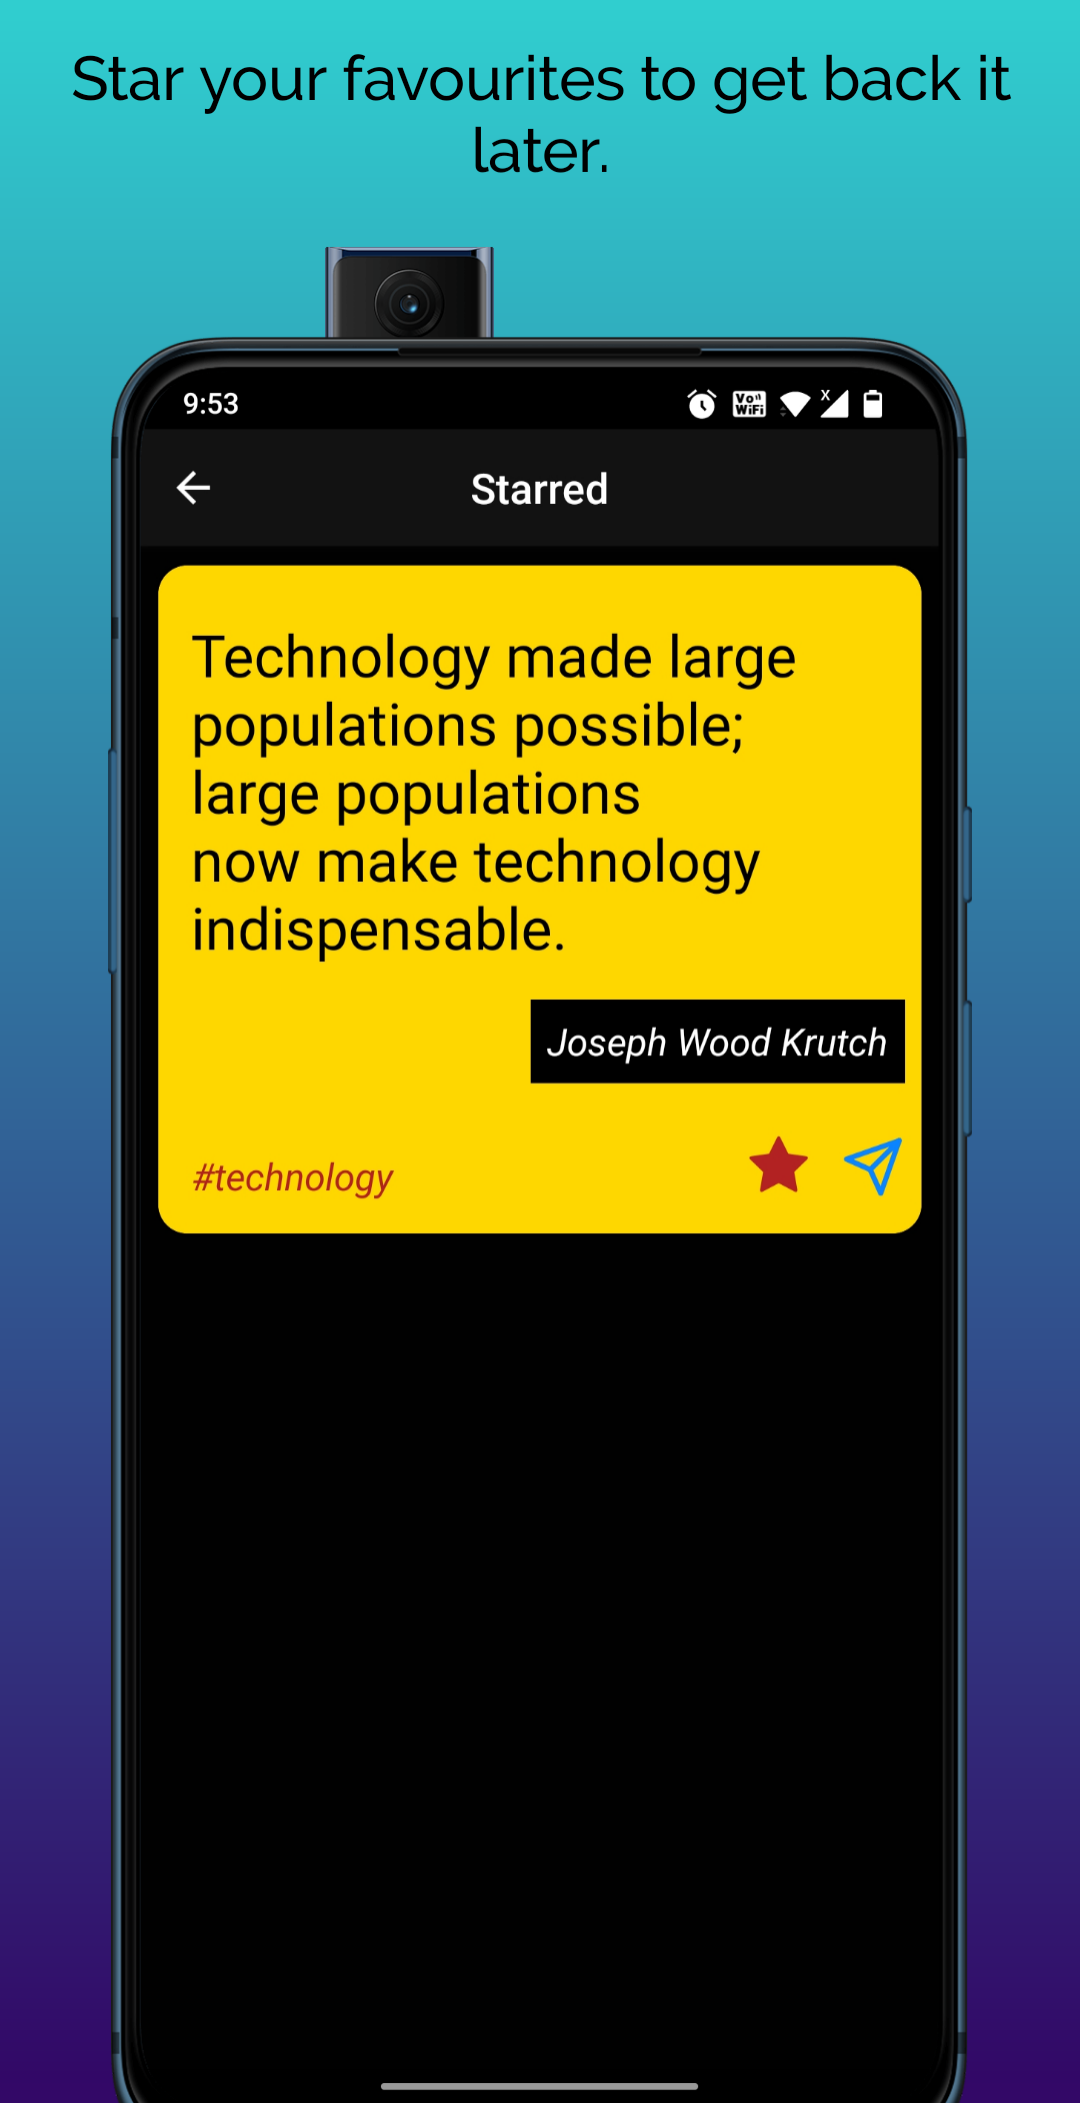 Star your favourites to get back it
later.
9:53
Vo))
WiFi
x
Starred
Technology made large
populations possible;
large populations
now make technology
indispensable.
Joseph Wood Krutch
#technology